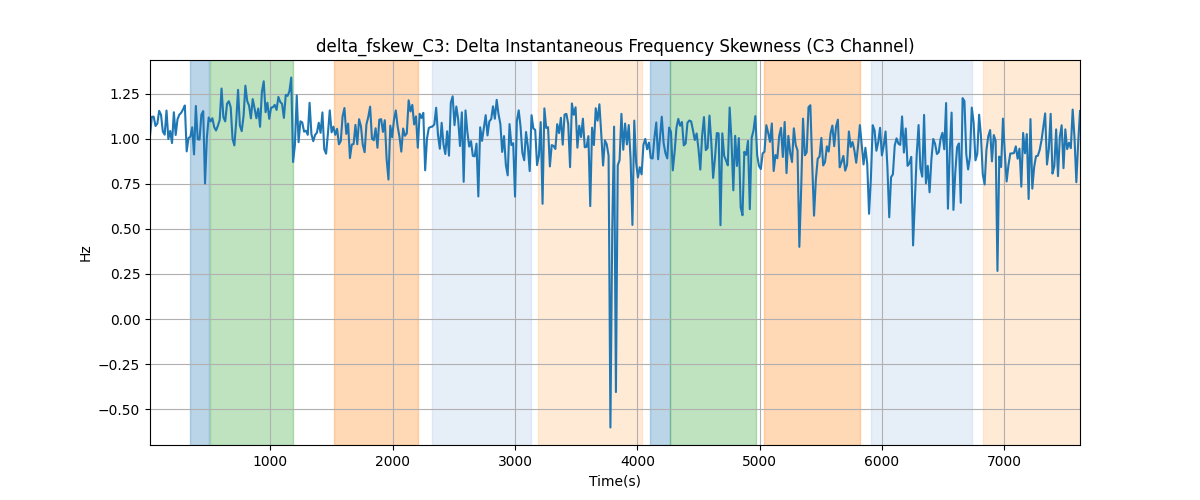 delta_fskew_C3: Delta Instantaneous Frequency Skewness (C3 Channel)
1.25
1.00
0.75
0.50
0.25
0.00
−0.25
−0.50
Hz
1000 2000 3000 4000 5000 6000 7000
Time(s)